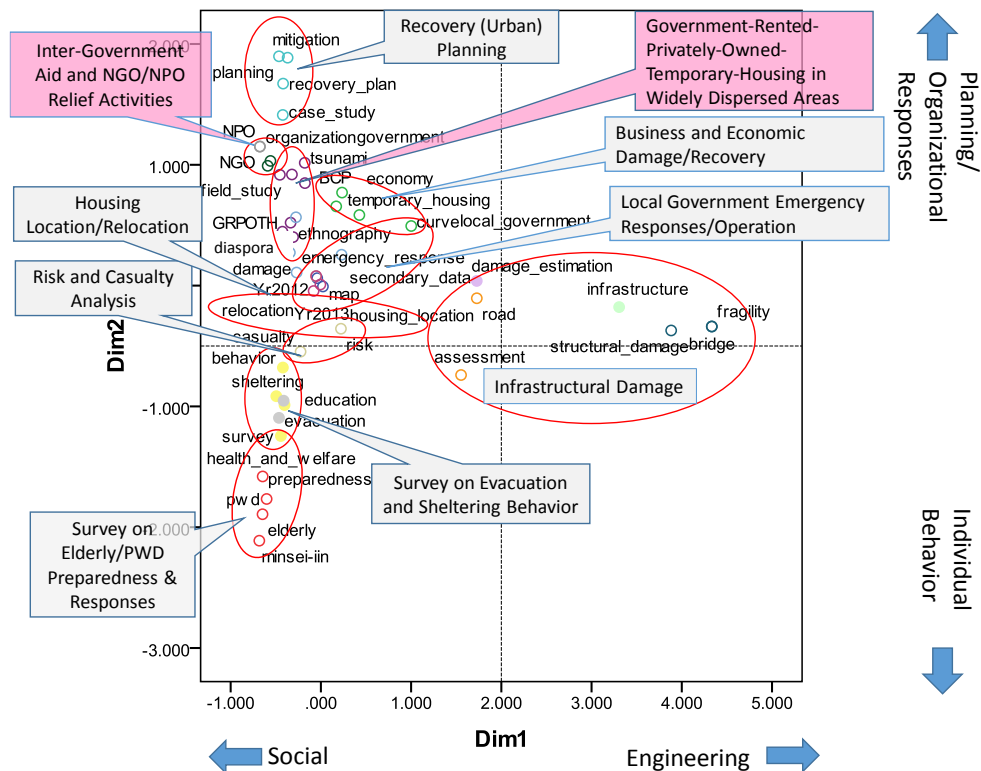 Recovery (Urban)
Planning
Government-Rented-
Privately-Owned-
Temporary-Housing in
Widely Dispersed Areas
Inter-Government
Aid and NGO/NPO
Relief Activities
Planning/
Organizational
Responses
2.000
mitigation
planning
recovery_plan
case_study
Business and Economic
Damage/Recovery
NPO
organizationgovernment
NGO
tsunami
1.000
BCP
economy
field_study
temporary_housing
Housing
Location/Relocation
Local Government Emergency
Responses/Operation
GRPOTH
curvelocal_government
ethnography
diaspora
emergency_response
Risk and Casualty
Analysis
damage
secondary_data
damage_estimation
Yr2012
map
infrastructure
relocation
Yr2013housing_location
road
fragility
casualty
risk
structural_damage
bridge
Dim2
behavior
assessment
sheltering
Infrastructural Damage
education
-1.000
evacuation
survey
health_and_welfare
preparedness
Survey on Evacuation
and Sheltering Behavior
pwd
Individual
Behavior
-2.000
Survey on
Elderly/PWD
Preparedness &
Responses
elderly
minsei-iin
-3.000
-1.000
.000
1.000
2.000
3.000
4.000
5.000
Dim1
Social
Engineering